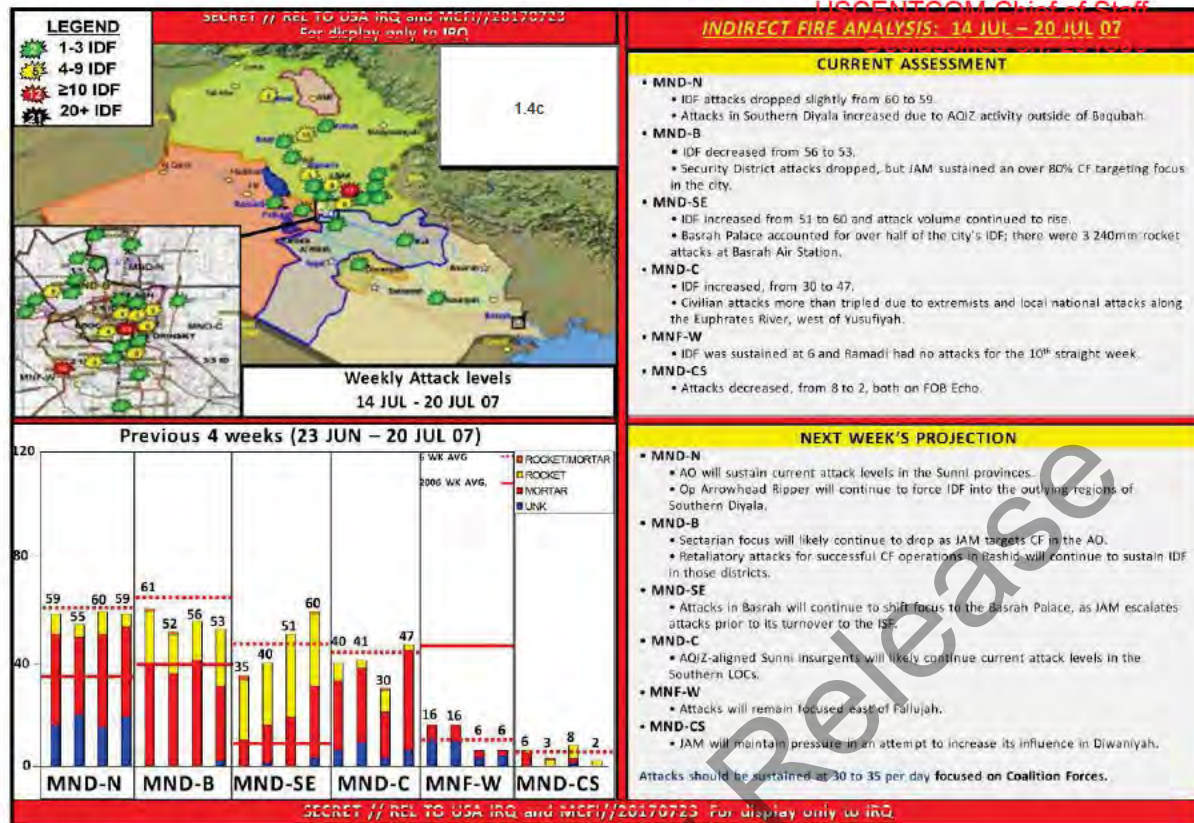 SECRET // REL TO USA IRQ and MCFI//20170723
For display only to IRQ
USCENTCOM Chief of Staff
LEGEND
1-3 IDF
4-9 IDF
≥10 IDF
20+ IDF
1.4c
MND-N
MND-C
MNF-W
Weekly Attack levels
14 JUL - 20 JUL 07
INDIRECT FIRE ANALYSIS: 14 JUL – 20 JUL 07
CURRENT ASSESSMENT
• MND-N
• IDF attacks dropped slightly from 60 to 59.
• Attacks in Southern Diyala increased due to AQIZ activity outside of Baqubah.
• MND-B
• IDF decreased from 56 to 53.
• Security District attacks dropped, but JAM sustained an over 80% CF targeting focus
in the city.
• MND-SE
• IDF increased from 51 to 60 and attack volume continued to rise.
• Basrah Palace accounted for over half of the city's IDF; there were 3 240mm rocket
attacks at Basrah Air Station.
• MND-C
• IDF increased, from 30 to 47.
• Civilian attacks more than tripled due to extremists and local national attacks along
the Euphrates River, west of Yusufiyah.
• MNF-W
• IDF was sustained at 6 and Ramadi had no attacks for the 10th straight week.
• MND-CS
• Attacks decreased, from 8 to 2, both on FOB Echo.
Previous 4 weeks (23 JUN – 20 JUL 07)
120
80
40
0
6 WK AVG
2006 WK AVG.
ROCKET/MORTAR
ROCKET
MORTAR
UNK
59 55 60 59
61 52 56 53
35 40 51 60
40 41 30 47
16 16 6 6
6 3 8 2
MND-N MND-B MND-SE MND-C MNF-W MND-CS
NEXT WEEK'S PROJECTION
• MND-N
• AO will sustain current attack levels in the Sunni provinces.
• Op Arrowhead Ripper will continue to force IDF into the outlying regions of
Southern Diyala.
• MND-B
• Sectarian focus will likely continue to drop as JAM targets CF in the AO.
• Retaliatory attacks for successful CF operations in Rashid will continue to sustain IDF
in those districts.
• MND-SE
• Attacks in Basrah will continue to shift focus to the Basrah Palace, as JAM escalates
attacks prior to its turnover to the ISF.
• MND-C
• AQIZ-aligned Sunni insurgents will likely continue current attack levels in the
Southern LOCs.
• MNF-W
• Attacks will remain focused east of Fallujah.
• MND-CS
• JAM will maintain pressure in an attempt to increase its influence in Diwaniyah.
Attacks should be sustained at 30 to 35 per day focused on Coalition Forces.
Release
SECRET // REL TO USA IRQ and MCFI//20170723 For display only to IRQ